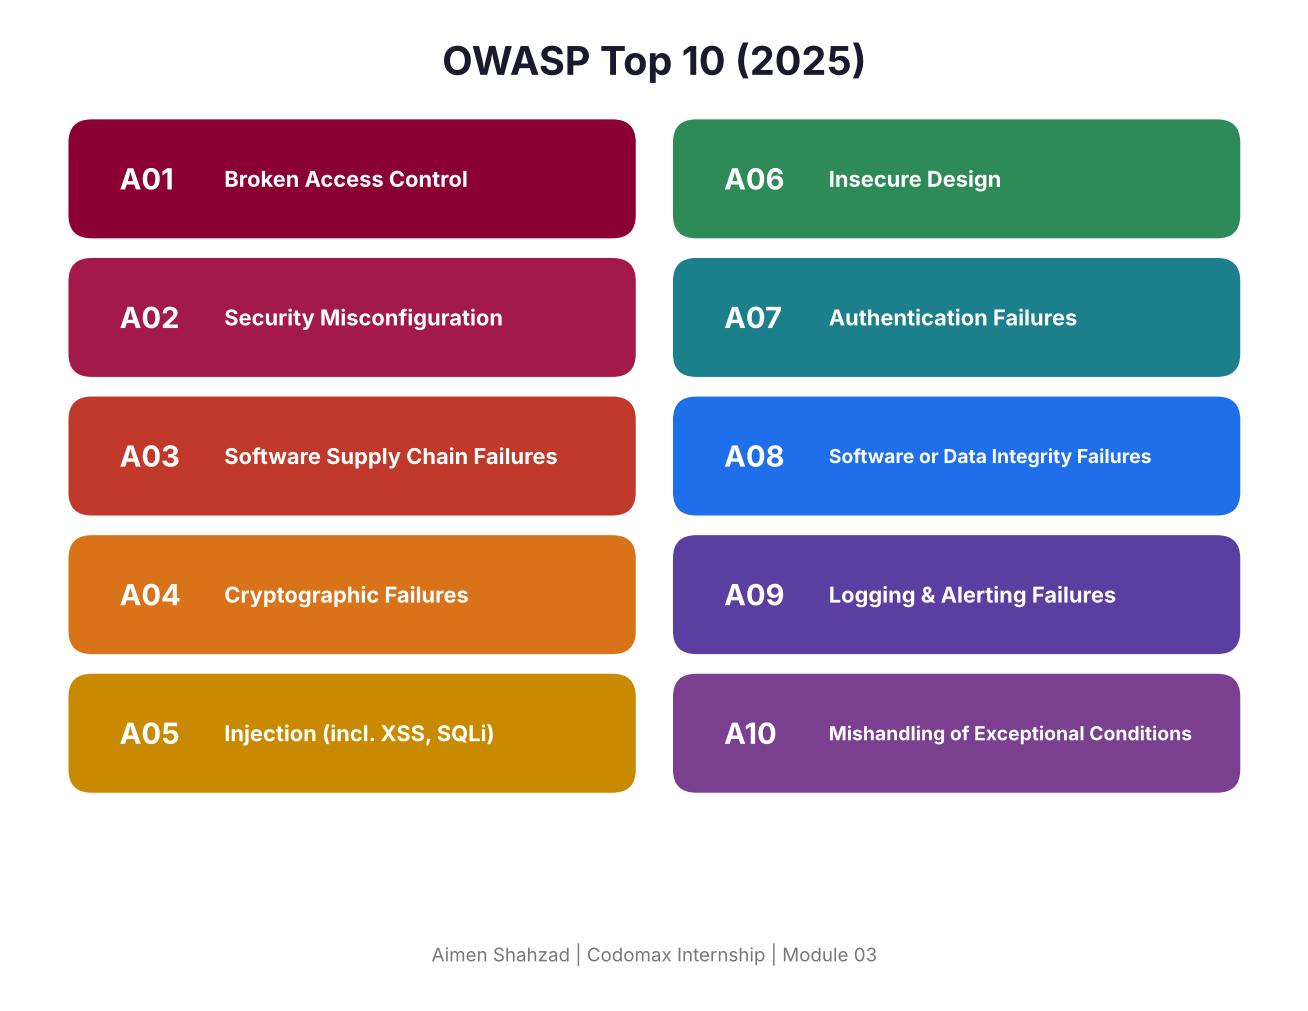 OWASP Top 10 (2025)
A01 Broken Access Control
A02 Security Misconfiguration
A03 Software Supply Chain Failures
A04 Cryptographic Failures
A05 Injection (incl. XSS, SQLi)
A06 Insecure Design
A07 Authentication Failures
A08 Software or Data Integrity Failures
A09 Logging & Alerting Failures
A10 Mishandling of Exceptional Conditions
Aimen Shahzad | Codomax Internship | Module 03